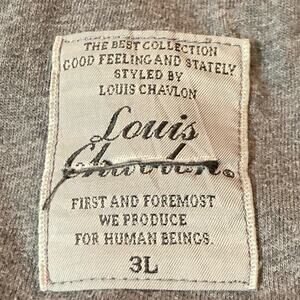 THE BEST COLLECTION
GOOD FEELING AND STATELY
STYLED BY
LOUIS CHAVLON
Louis
Chavlon®
FIRST AND FOREMOST
WE PRODUCE
FOR HUMAN BEINGS.
3L